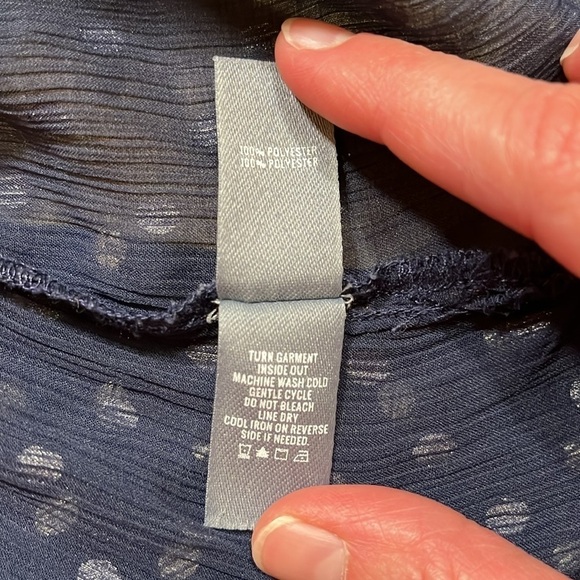 100% POLYESTER
100% POLYESTER
TURN GARMENT
INSIDE OUT
MACHINE WASH COLD
GENTLE CYCLE
DO NOT BLEACH
LINE DRY
COOL IRON ON REVERSE
SIDE IF NEEDED.